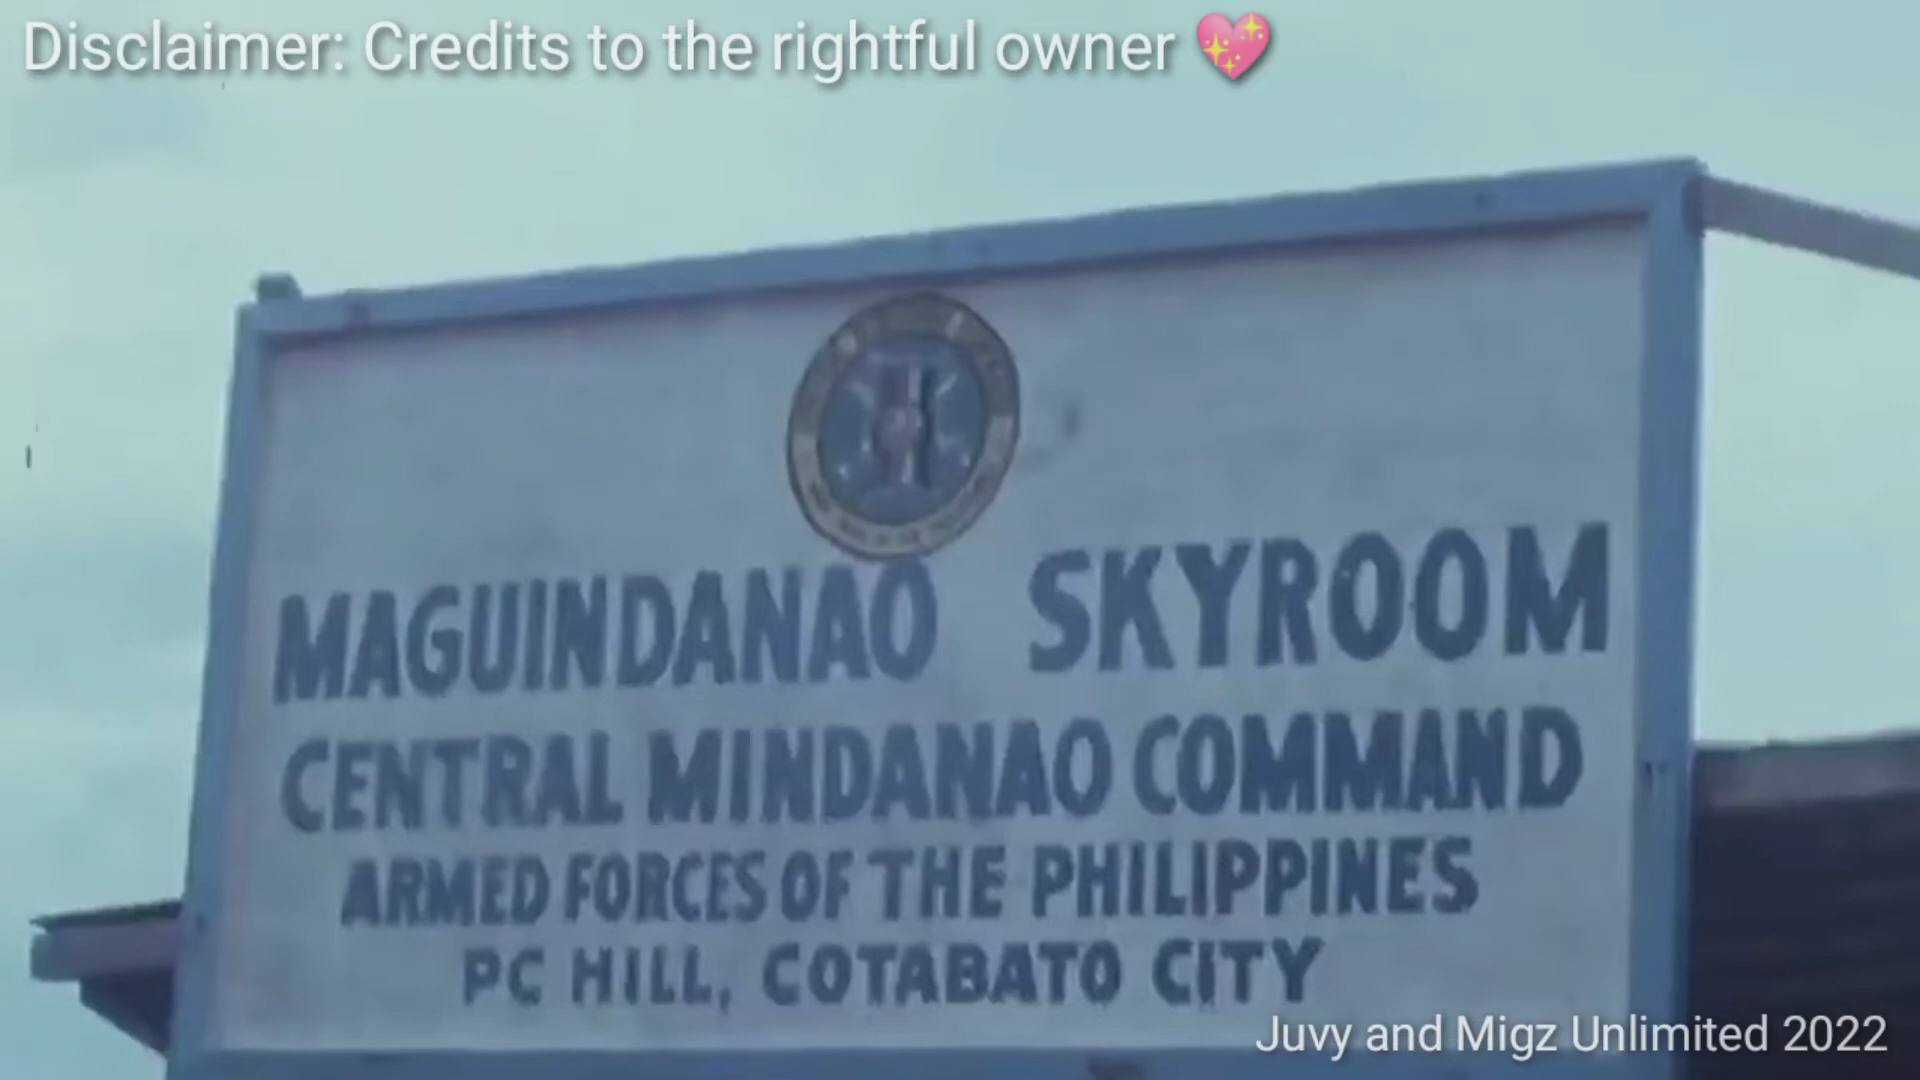 Disclaimer: Credits to the rightful owner 💖
MAGUINDANAO SKYROOM
CENTRAL MINDANAO COMMAND
ARMED FORCES OF THE PHILIPPINES
PC HILL, COTABATO CITY
Juvy and Migz Unlimited 2022